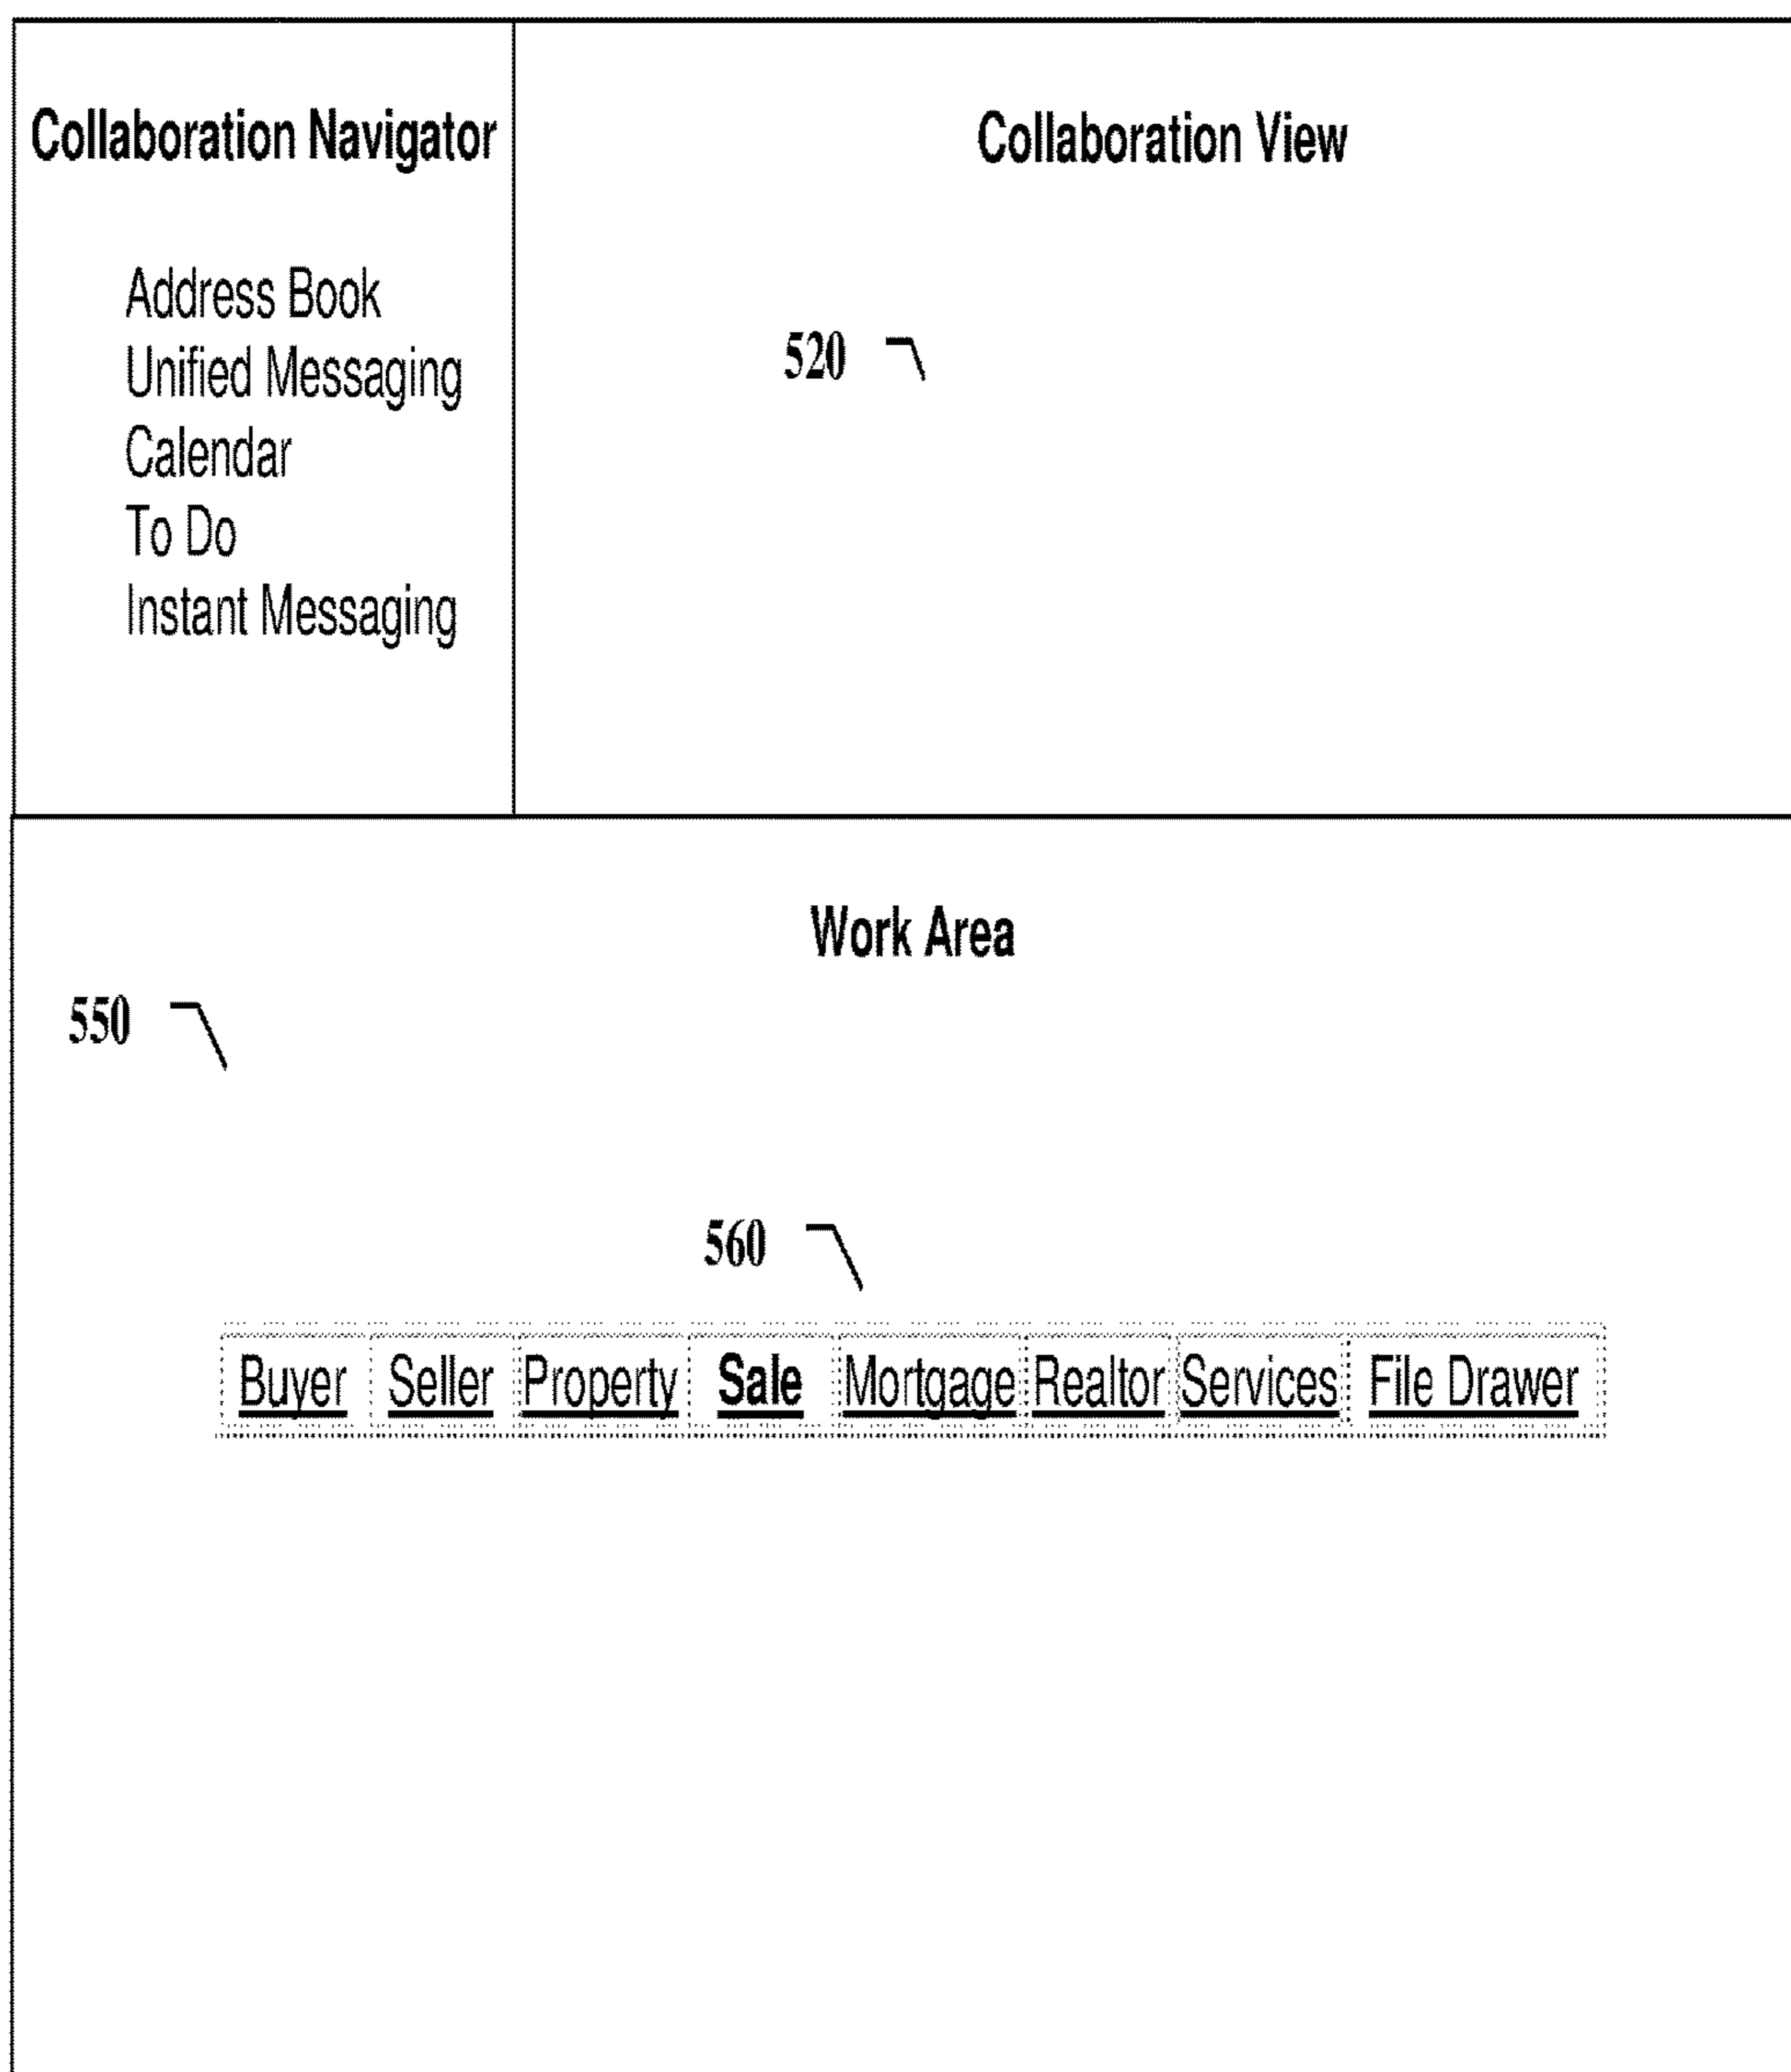 Collaboration Navigator
Address Book
Unified Messaging
Calendar
To Do
Instant Messaging
Collaboration View
520
Work Area
550
560
Buyer Seller Property Sale Mortgage Realtor Services File Drawer